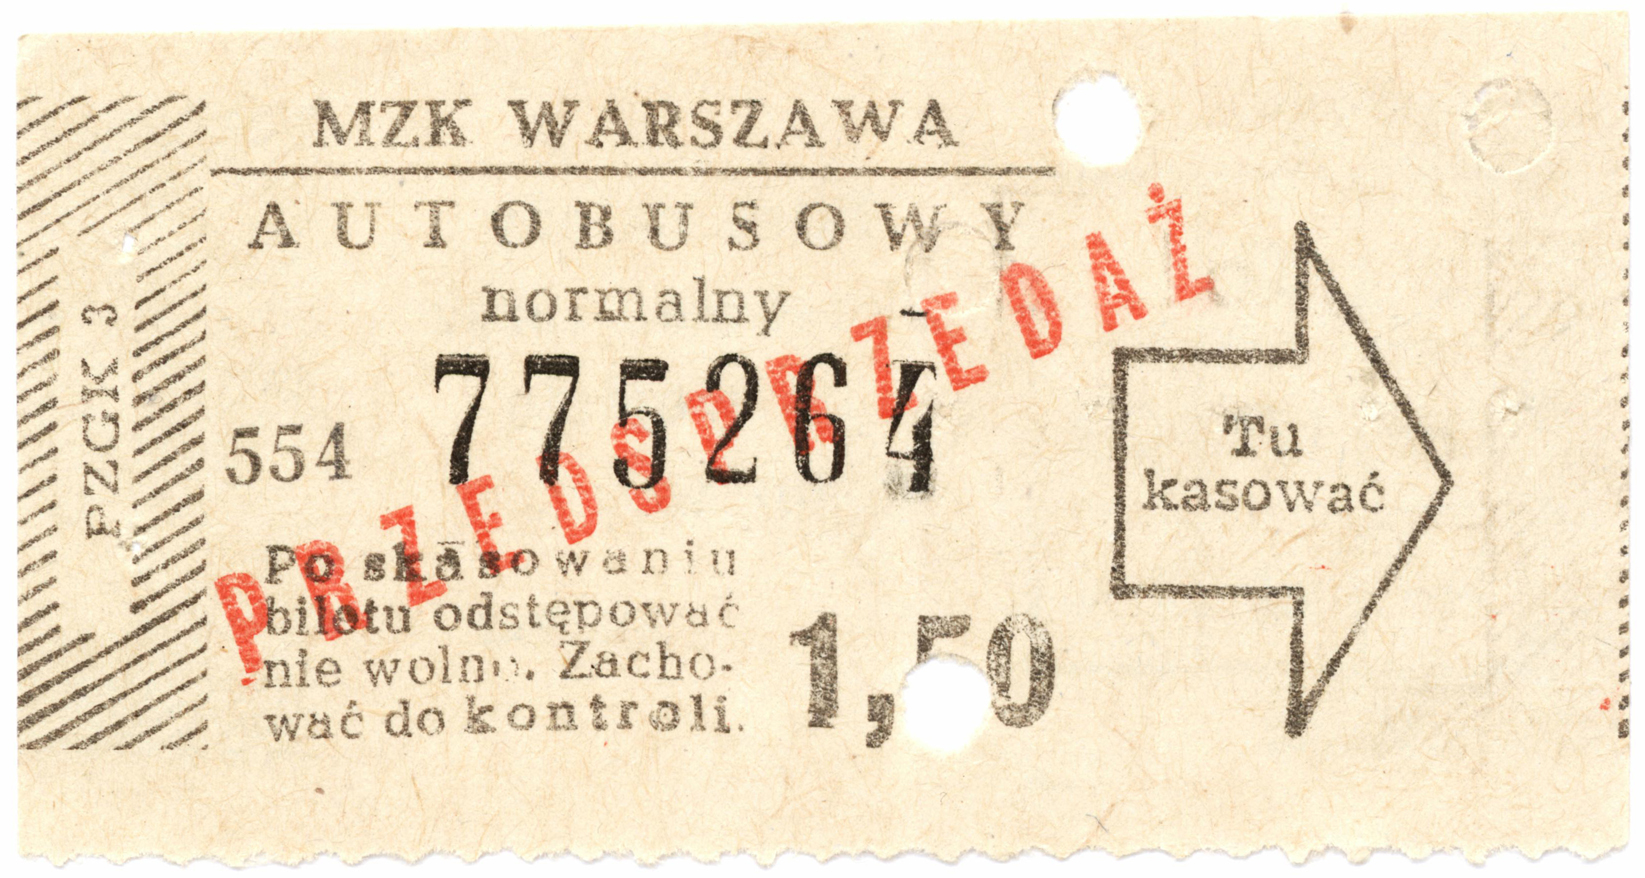 MZK WARSZAWA
AUTOBUSOWY
normalny
775264
554
PRZEDSPRZEDAŻ
Po skasowaniu
biletu odstępować
nie wolno. Zacho-
wać do kontroli.
1,50
Tu
kasować
PZGK 3